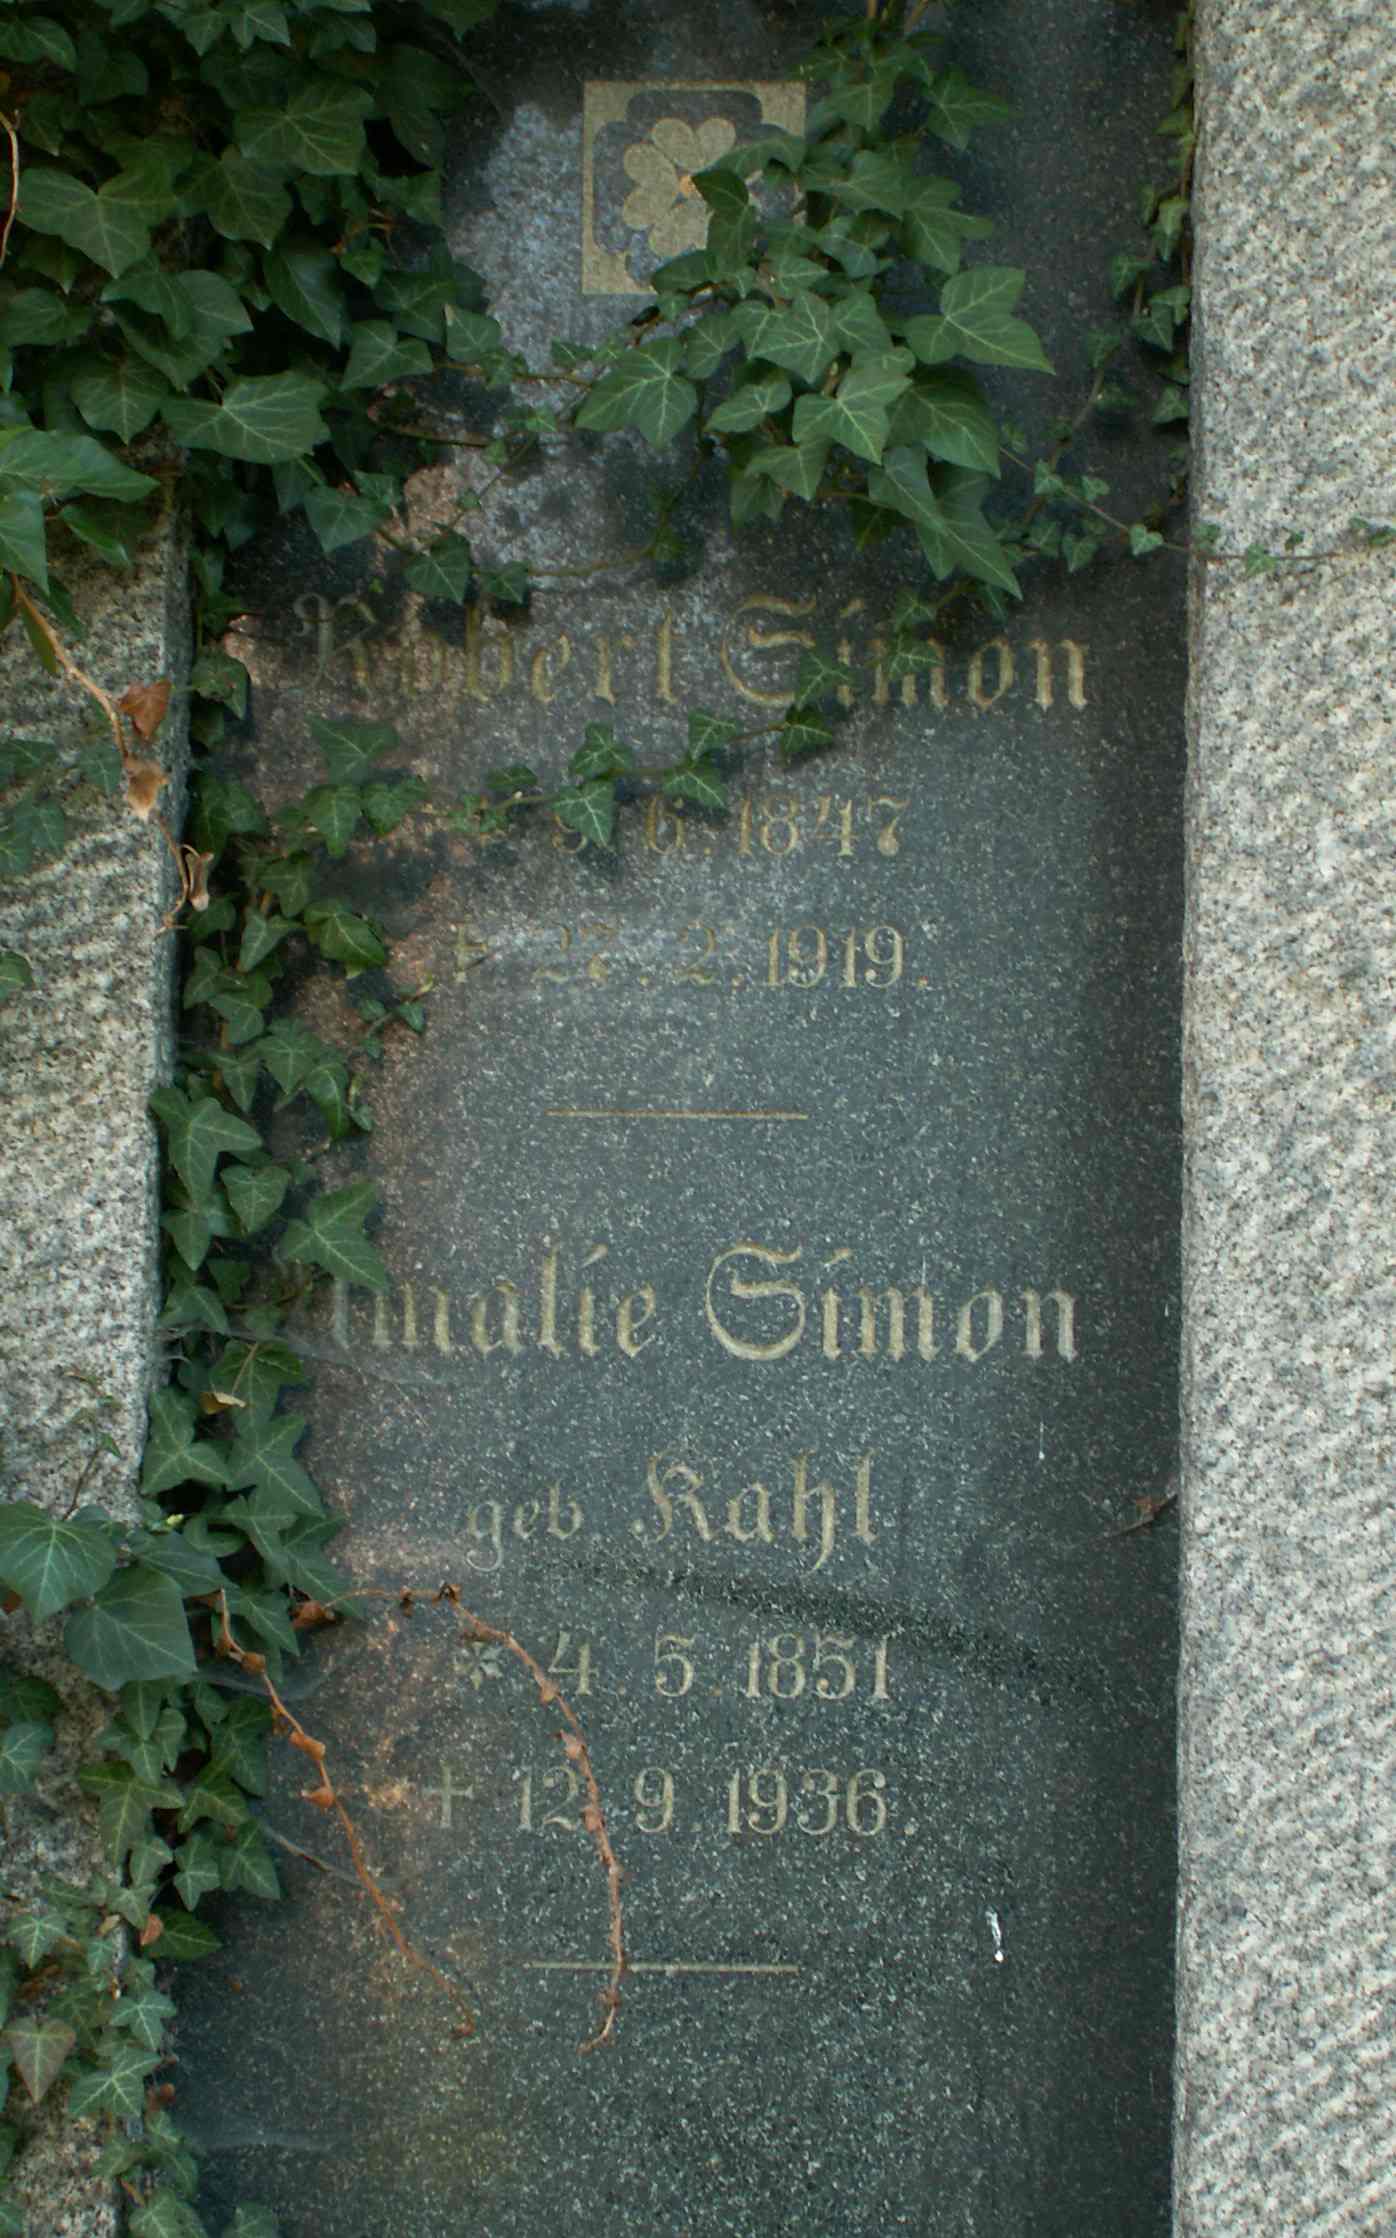 Robert Simon
* 9. 6. 1847
† 27. 2. 1919.
Amalie Simon
geb Kahl
* 4. 5. 1851
† 12. 9. 1936.